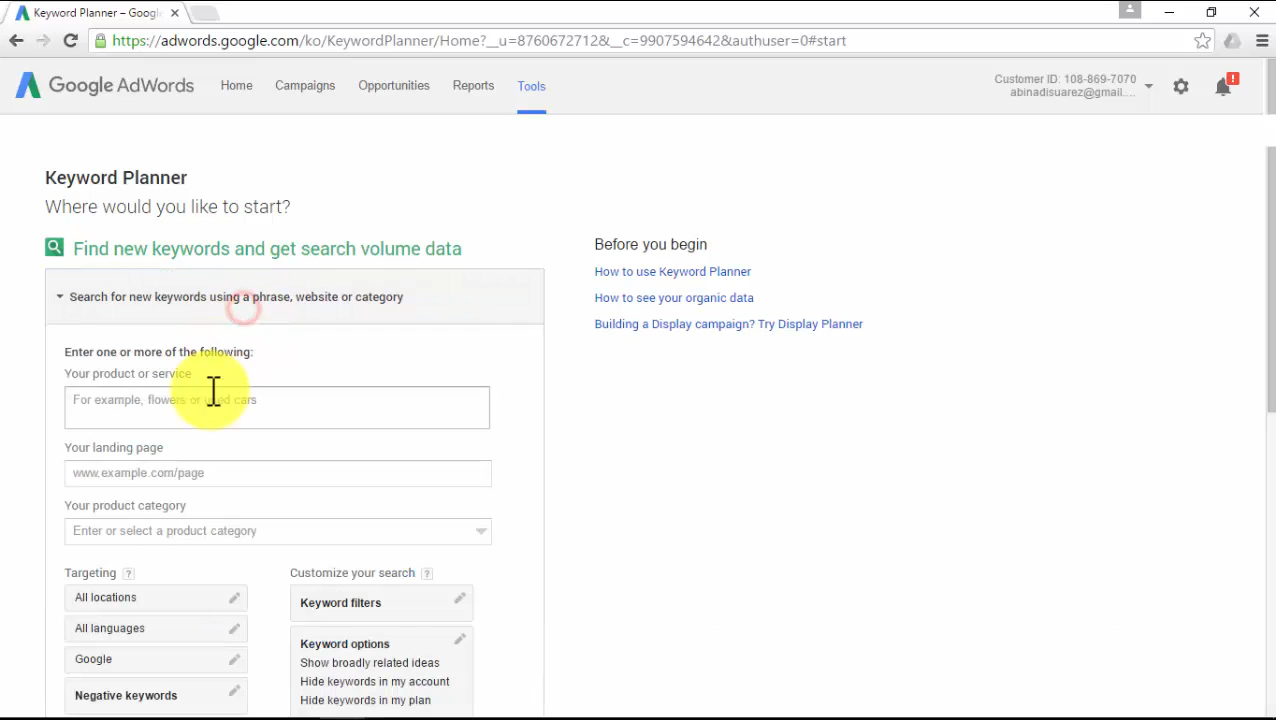 Keyword Planner – Goog
https://adwords.google.com/ko/KeywordPlanner/Home?__u=8760672712&__c=9907594642&authuser=0#start
Google AdWords
Home
Campaigns
Opportunities
Reports
Tools
Customer ID: 108-869-7070
abinadisuarez@gmail....
!
Keyword Planner
Where would you like to start?
Find new keywords and get search volume data
Before you begin
How to use Keyword Planner
Search for new keywords using a phrase, website or category
How to see your organic data
Building a Display campaign? Try Display Planner
Enter one or more of the following:
Your product or service
For example, flowers or used cars
Your landing page
www.example.com/page
Your product category
Enter or select a product category
Targeting ?
Customize your search ?
All locations
Keyword filters
All languages
Keyword options
Google
Show broadly related ideas
Hide keywords in my account
Negative keywords
Hide keywords in my plan